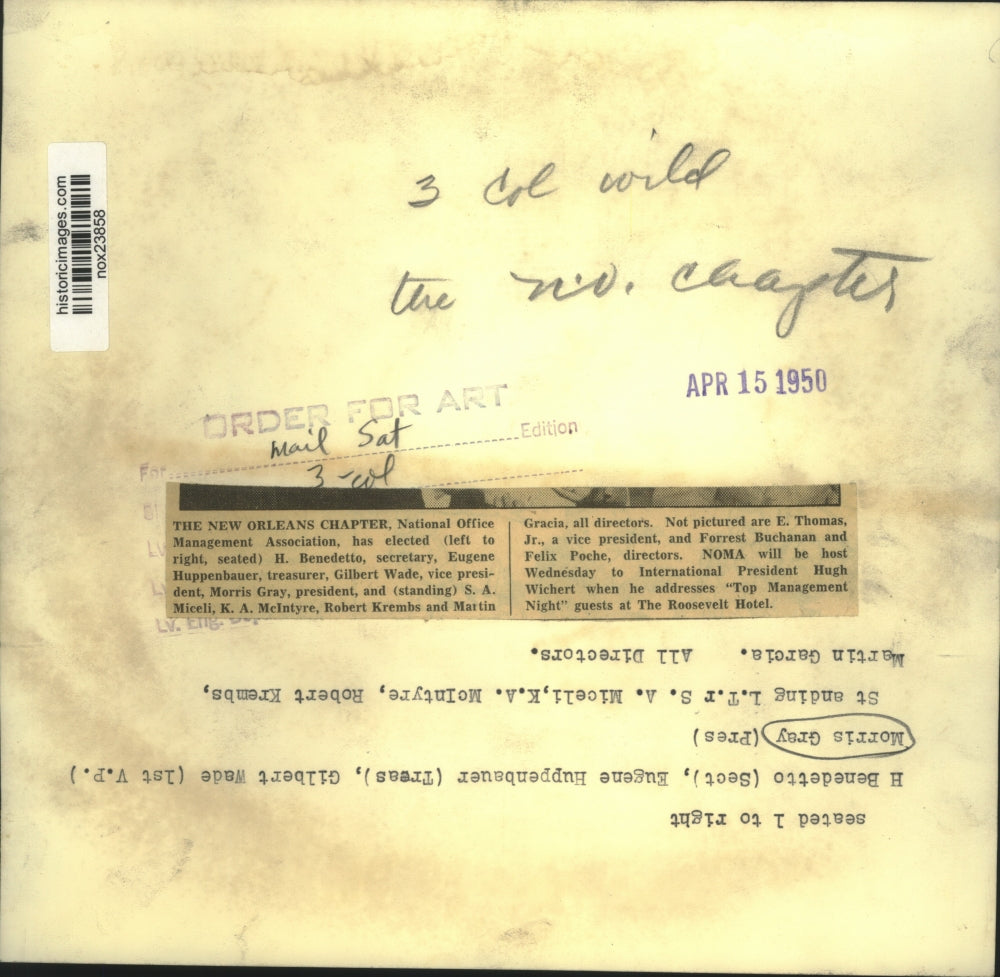 historicimages.com
nox23858
3 col wild
the N.O. chapter
APR 15 1950
ORDER FOR ART
For mail Sat Edition
3-col
Lv. Eng.
THE NEW ORLEANS CHAPTER, National Office
Management Association, has elected (left to
right, seated) H. Benedetto, secretary, Eugene
Huppenbauer, treasurer, Gilbert Wade, vice presi-
dent, Morris Gray, president, and (standing) S. A.
Miceli, K. A. McIntyre, Robert Krembs and Martin
Gracia, all directors. Not pictured are E. Thomas,
Jr., a vice president, and Forrest Buchanan and
Felix Poche, directors. NOMA will be host
Wednesday to International President Hugh
Wichert when he addresses “Top Management
Night” guests at The Roosevelt Hotel.
seated l to right
H Benedetto (Sect), Eugene Huppenbauer (Treas), Gilbert Wade (1st V.P.)
Morris Gray (Pres)
St anding L.T.r S. A. Miceli,K.A. McIntyre, Robert Krembs,
Martin Garcia. All Directors.